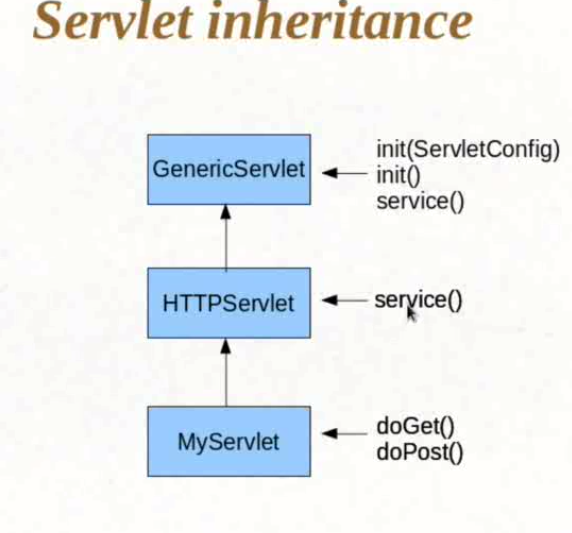 Servlet inheritance
GenericServlet
init(ServletConfig)
init()
service()
HTTPServlet
service()
MyServlet
doGet()
doPost()